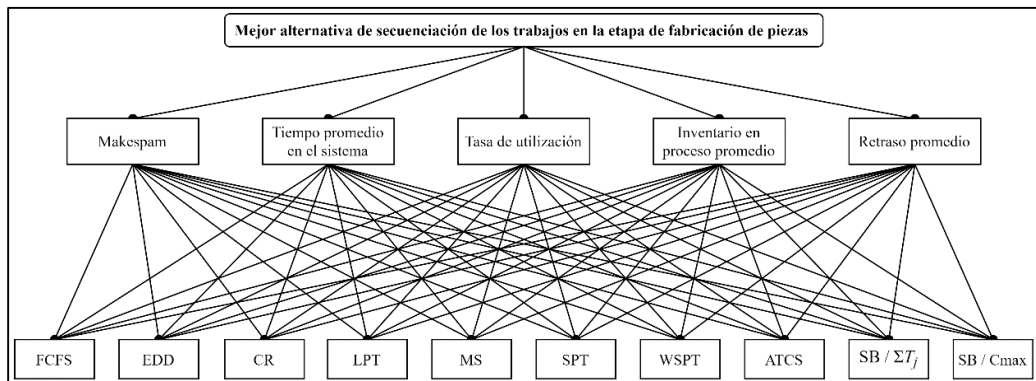 Mejor alternativa de secuenciación de los trabajos en la etapa de fabricación de piezas
Makespam
Tiempo promedio
en el sistema
Tasa de utilización
Inventario en
proceso promedio
Retraso promedio
FCFS
EDD
CR
LPT
MS
SPT
WSPT
ATCS
SB / ΣTj
SB / Cmax